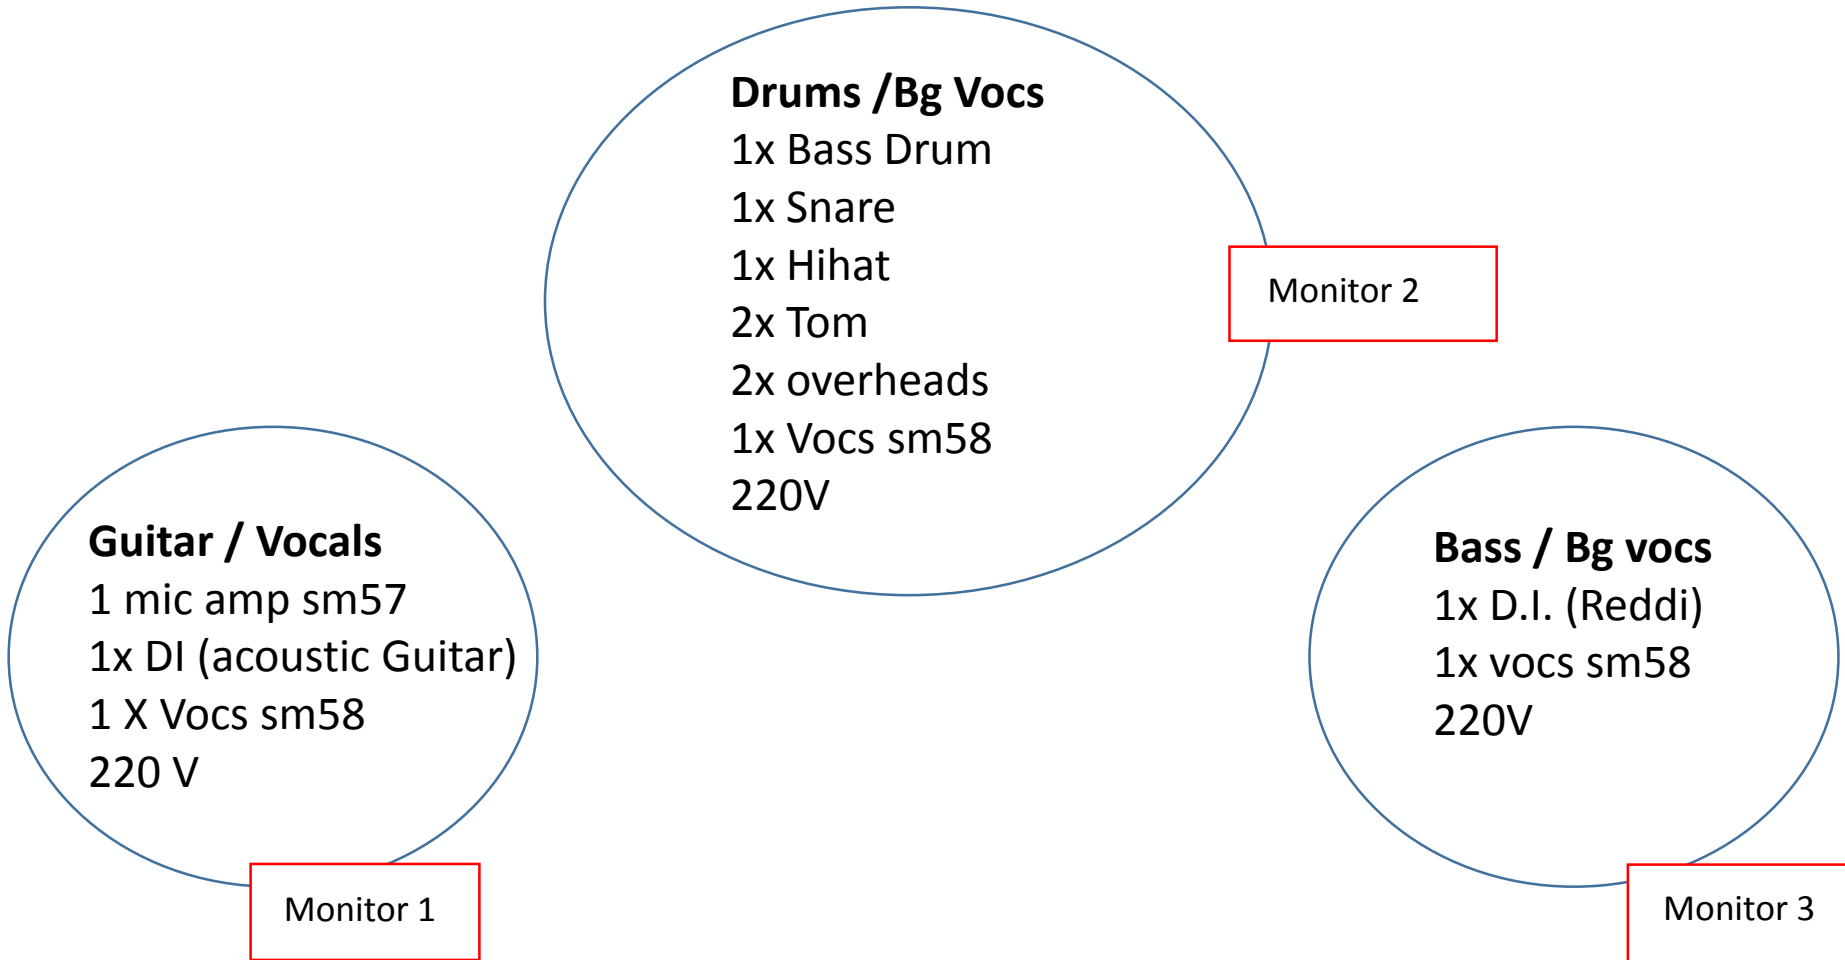 Drums /Bg Vocs
1x Bass Drum
1x Snare
1x Hihat
2x Tom
2x overheads
1x Vocs sm58
220V
Monitor 2
Guitar / Vocals
1 mic amp sm57
1x DI (acoustic Guitar)
1 X Vocs sm58
220 V
Monitor 1
Bass / Bg vocs
1x D.I. (Reddi)
1x vocs sm58
220V
Monitor 3